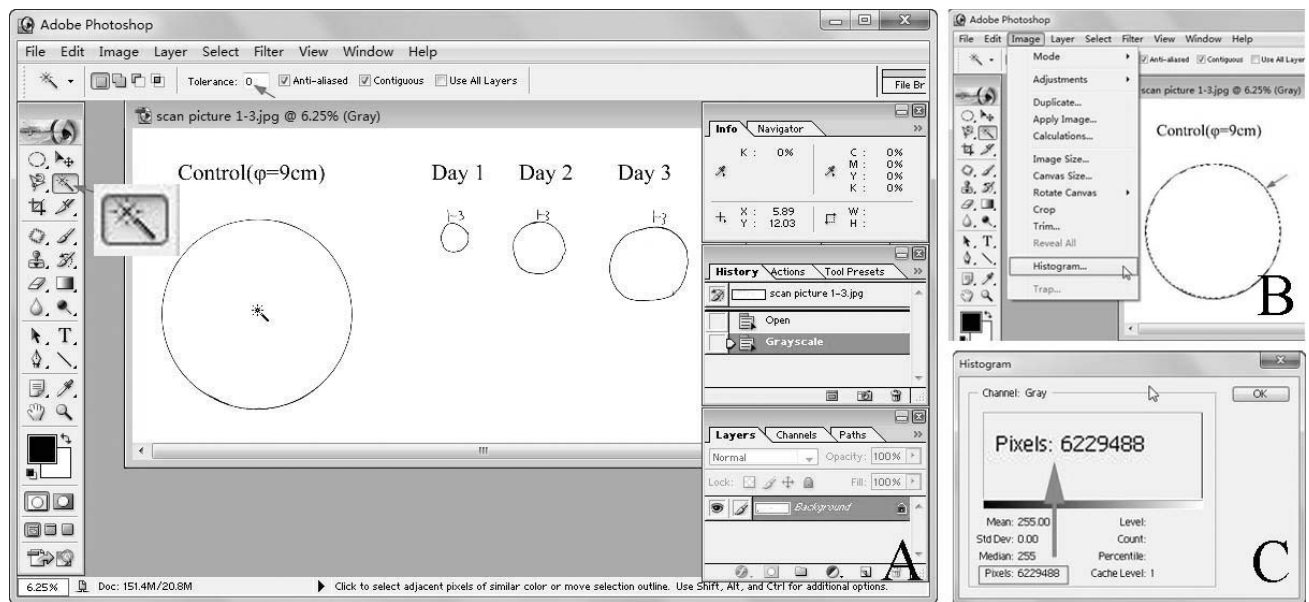 Adobe Photoshop
File Edit Image Layer Select Filter View Window Help
Tolerance: 0 Anti-aliased Contiguous Use All Layers File Br
scan picture 1-3.jpg @ 6.25% (Gray)
Control(φ=9cm) Day 1 Day 2 Day 3
1-3 1-3 1-3
Info Navigator
K : 0% C : 0%
M : 0%
Y : 0%
K : 0%
X : 5.89 W :
Y : 12.03 H :
History Actions Tool Presets
scan picture 1-3.jpg
Open
Grayscale
Layers Channels Paths
Normal Opacity: 100%
Lock: Fill: 100%
Background
A
6.25% Doc: 151.4M/20.8M Click to select adjacent pixels of similar color or move selection outline. Use Shift, Alt, and Ctrl for additional options.
Adobe Photoshop
File Edit Image Layer Select Filter View Window Help
Anti-aliased Contiguous Use All Layer
scan picture 1-3.jpg @ 6.25% (Gray)
Control(φ=9cm)
Mode
Adjustments
Duplicate...
Apply Image...
Calculations...
Image Size...
Canvas Size...
Rotate Canvas
Crop
Trim...
Reveal All
Histogram...
Trap...
B
Histogram
Channel: Gray OK
Pixels: 6229488
Mean: 255.00 Level:
Std Dev: 0.00 Count:
Median: 255 Percentile:
Pixels: 6229488 Cache Level: 1
C